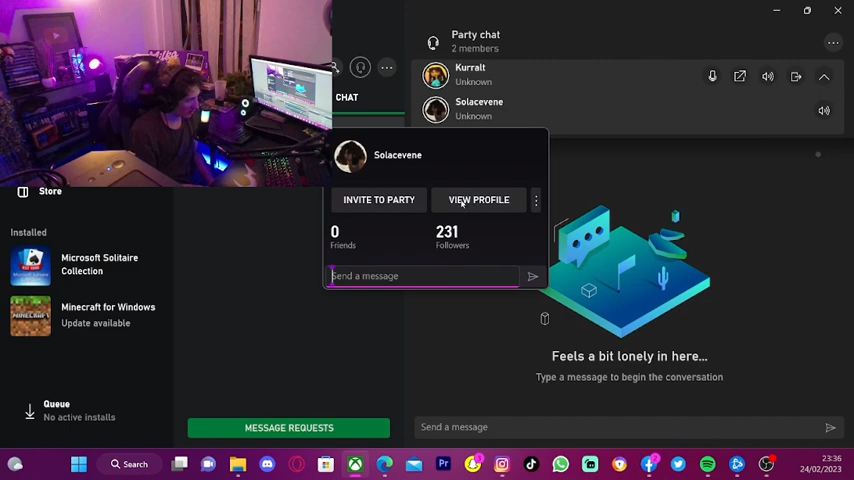 CHAT
Party chat
2 members
Kurralt
Unknown
Solacevene
Unknown
Solacevene
INVITE TO PARTY
VIEW PROFILE
0
Friends
231
Followers
Send a message
Store
Installed
Microsoft Solitaire
Collection
Minecraft for Windows
Update available
Queue
No active installs
MESSAGE REQUESTS
Feels a bit lonely in here...
Type a message to begin the conversation
Send a message
Search
23:36
24/02/2023